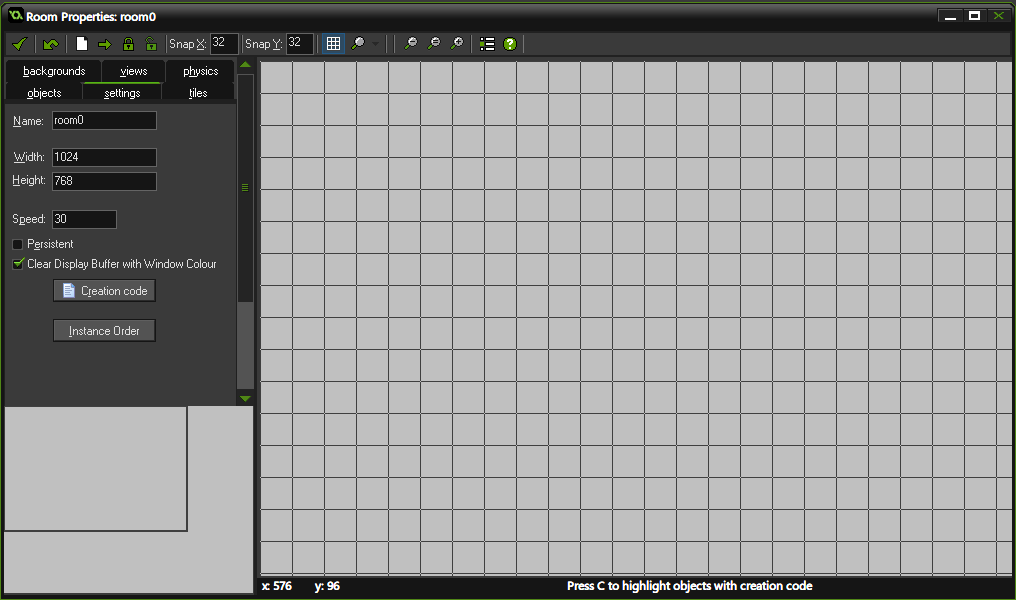 Room Properties: room0
Snap X: 32 Snap Y: 32
backgrounds views physics
objects settings tiles
Name: room0
Width: 1024
Height: 768
Speed: 30
Persistent
Clear Display Buffer with Window Colour
Creation code
Instance Order
x: 576 y: 96 Press C to highlight objects with creation code